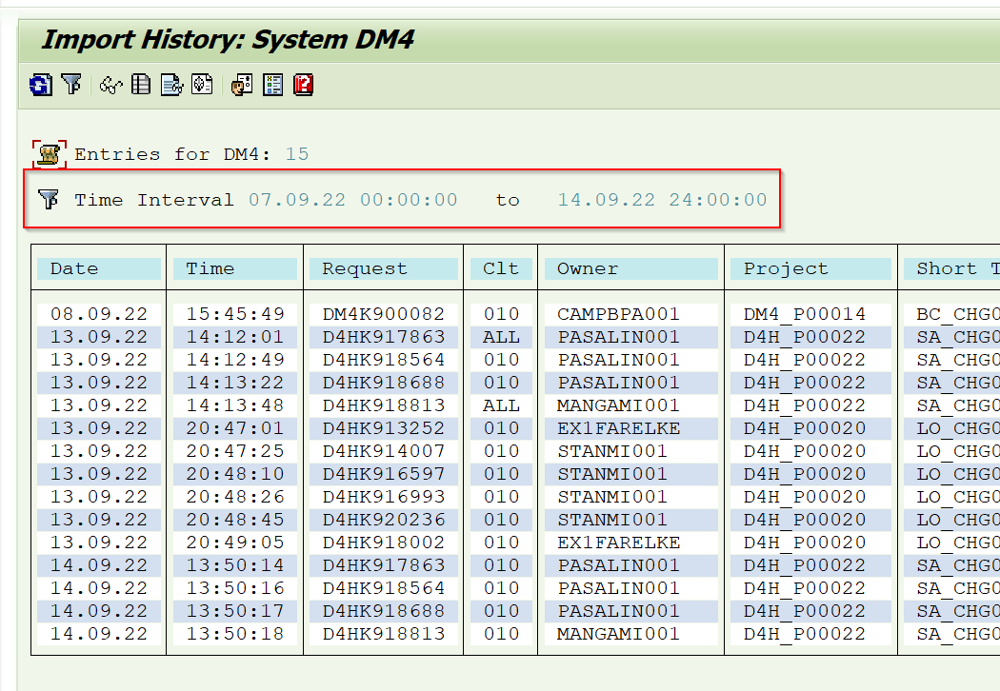 Import History: System DM4
Entries for DM4: 15
Time Interval 07.09.22 00:00:00 to 14.09.22 24:00:00
Date Time Request Clt Owner Project Short T
08.09.22 15:45:49 DM4K900082 010 CAMPBPA001 DM4_P00014 BC_CHG0
13.09.22 14:12:01 D4HK917863 ALL PASALIN001 D4H_P00022 SA_CHG0
13.09.22 14:12:49 D4HK918564 010 PASALIN001 D4H_P00022 SA_CHG0
13.09.22 14:13:22 D4HK918688 010 PASALIN001 D4H_P00022 SA_CHG0
13.09.22 14:13:48 D4HK918813 ALL MANGAMI001 D4H_P00022 SA_CHG0
13.09.22 20:47:01 D4HK913252 010 EX1FARELKE D4H_P00020 LO_CHG0
13.09.22 20:47:25 D4HK914007 010 STANMI001 D4H_P00020 LO_CHG0
13.09.22 20:48:10 D4HK916597 010 STANMI001 D4H_P00020 LO_CHG0
13.09.22 20:48:26 D4HK916993 010 STANMI001 D4H_P00020 LO_CHG0
13.09.22 20:48:45 D4HK920236 010 STANMI001 D4H_P00020 LO_CHG0
13.09.22 20:49:05 D4HK918002 010 EX1FARELKE D4H_P00020 LO_CHG0
14.09.22 13:50:14 D4HK917863 010 PASALIN001 D4H_P00022 SA_CHG0
14.09.22 13:50:16 D4HK918564 010 PASALIN001 D4H_P00022 SA_CHG0
14.09.22 13:50:17 D4HK918688 010 PASALIN001 D4H_P00022 SA_CHG0
14.09.22 13:50:18 D4HK918813 010 MANGAMI001 D4H_P00022 SA_CHG0